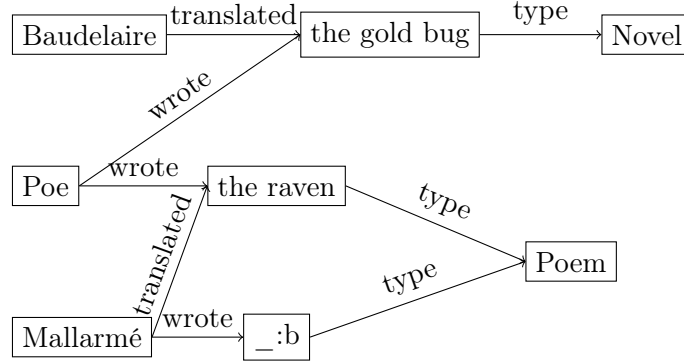 Baudelaire translated the gold bug type Novel
wrote
Poe wrote the raven type
translated
Poem
type
Mallarmé wrote _:b